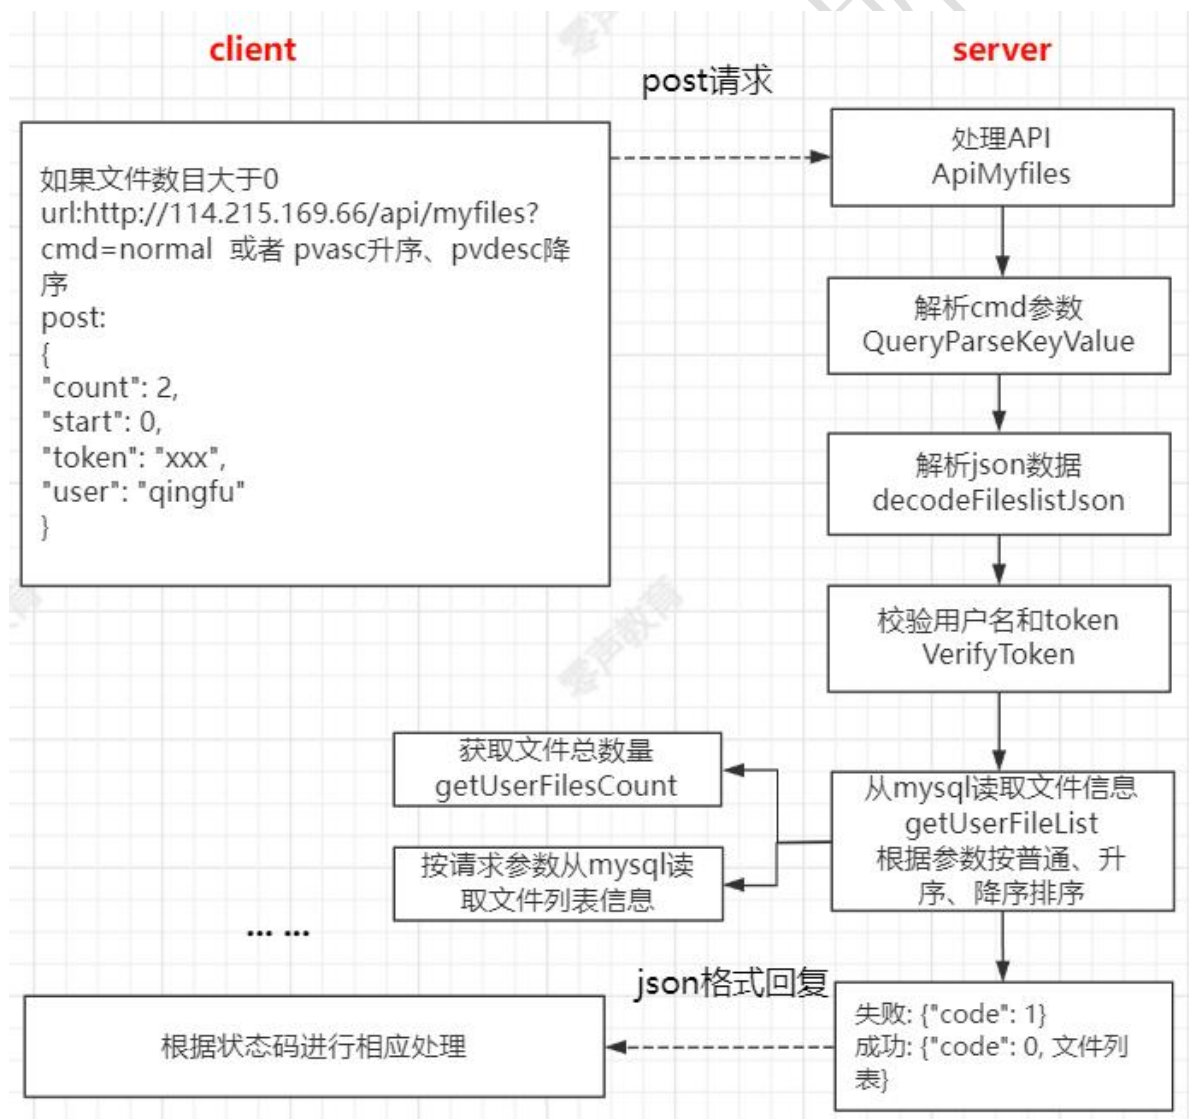 client
server
post请求
如果文件数目大于0
url:http://114.215.169.66/api/myfiles?
cmd=normal 或者 pvasc升序、pvdesc降
序
post:
{
"count": 2,
"start": 0,
"token": "xxx",
"user": "qingfu"
}
处理API
ApiMyfiles
解析cmd参数
QueryParseKeyValue
解析json数据
decodeFileslistJson
校验用户名和token
VerifyToken
从mysql读取文件信息
getUserFileList
根据参数按普通、升
序、降序排序
获取文件总数量
getUserFilesCount
按请求参数从mysql读
取文件列表信息
... ...
json格式回复
失败: {"code": 1}
成功: {"code": 0, 文件列
表}
根据状态码进行相应处理
零声教育